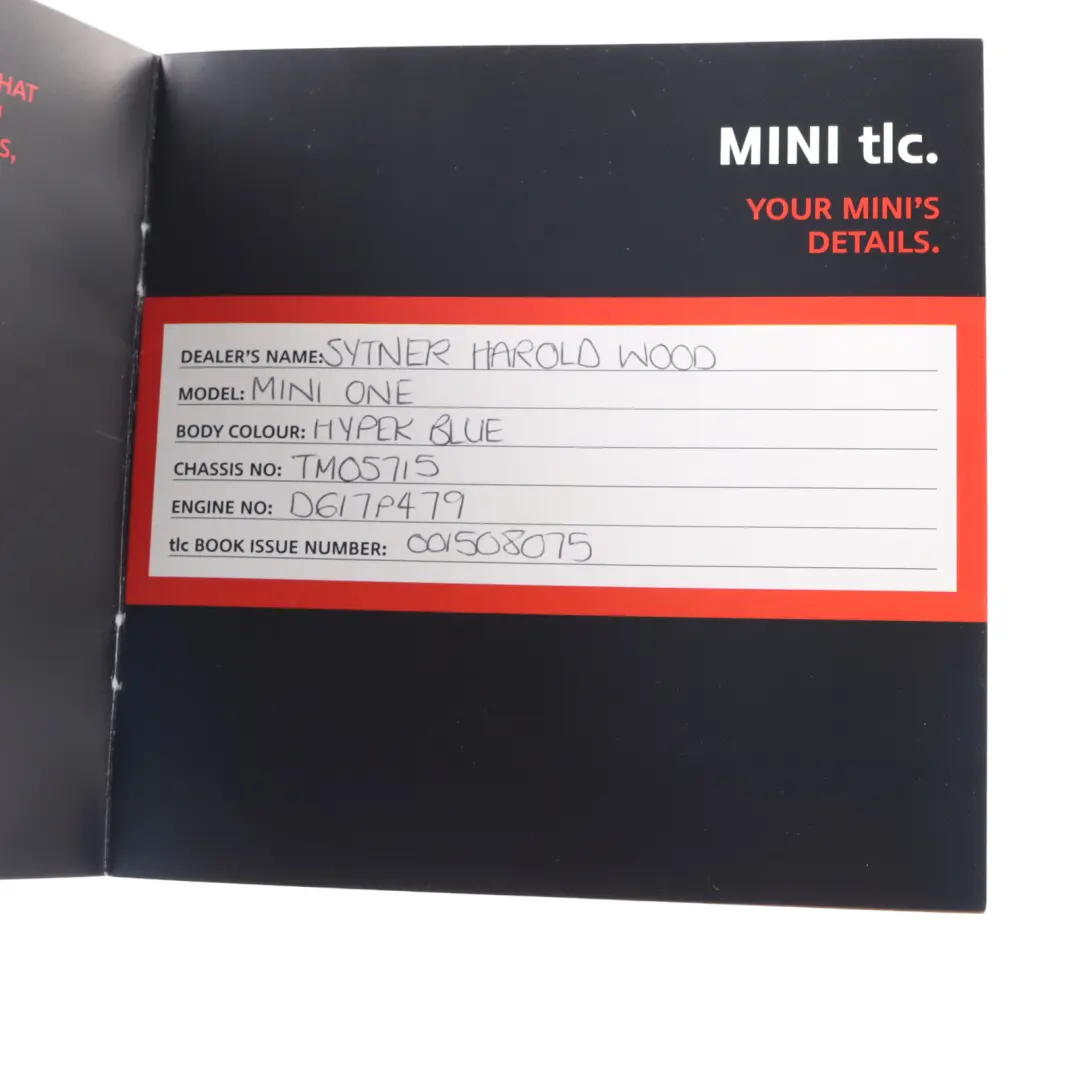 HAT
S,
MINI tlc.
YOUR MINI'S
DETAILS.
DEALER'S NAME: SYTNER HAROLD WOOD
MODEL: MINI ONE
BODY COLOUR: HYPER BLUE
CHASSIS NO: TM05715
ENGINE NO: D617P479
tlc BOOK ISSUE NUMBER: 001508075